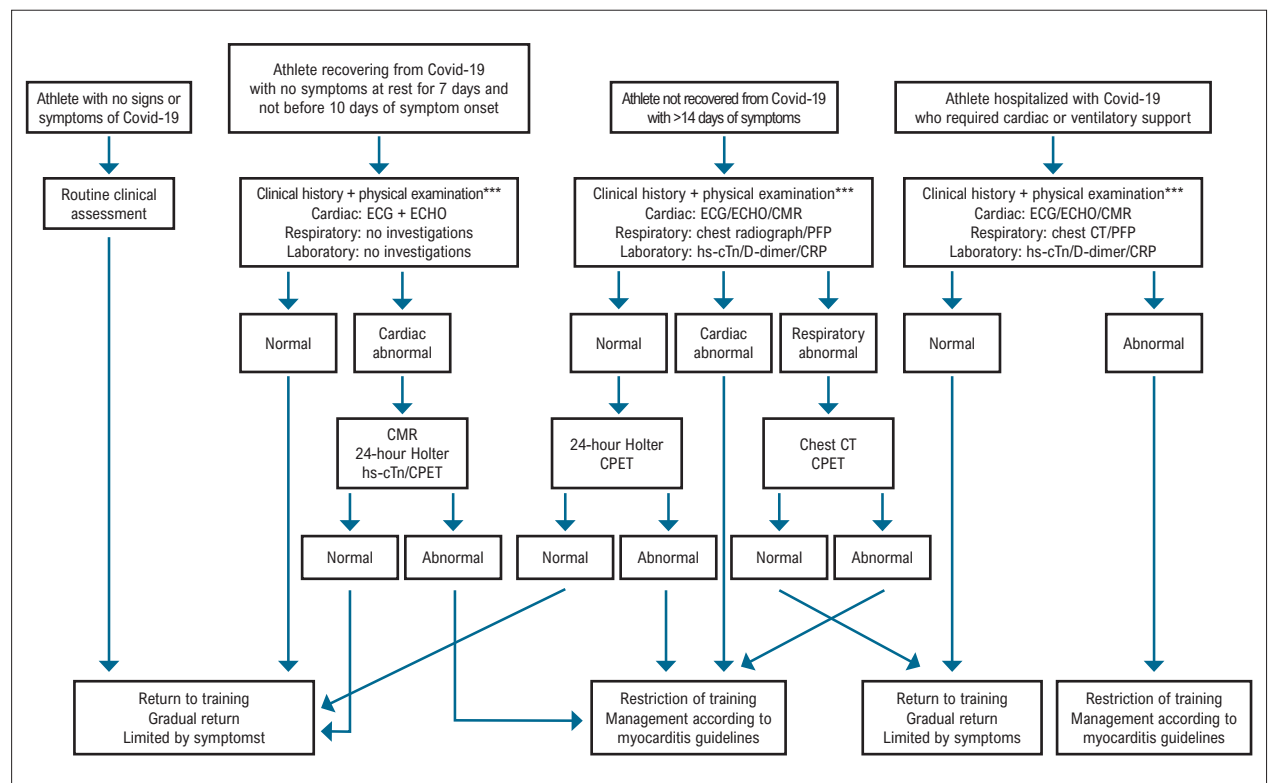 Athlete with no signs or
symptoms of Covid-19
Athlete recovering from Covid-19
with no symptoms at rest for 7 days and
not before 10 days of symptom onset
Athlete not recovered from Covid-19
with >14 days of symptoms
Athlete hospitalized with Covid-19
who required cardiac or ventilatory support
Routine clinical
assessment
Clinical history + physical examination***
Cardiac: ECG + ECHO
Respiratory: no investigations
Laboratory: no investigations
Clinical history + physical examination***
Cardiac: ECG/ECHO/CMR
Respiratory: chest radiograph/PFP
Laboratory: hs-cTn/D-dimer/CRP
Clinical history + physical examination***
Cardiac: ECG/ECHO/CMR
Respiratory: chest CT/PFP
Laboratory: hs-cTn/D-dimer/CRP
Normal
Cardiac
abnormal
Normal
Cardiac
abnormal
Respiratory
abnormal
Normal
Abnormal
CMR
24-hour Holter
hs-cTn/CPET
24-hour Holter
CPET
Chest CT
CPET
Normal
Abnormal
Normal
Abnormal
Normal
Abnormal
Return to training
Gradual return
Limited by symptomst
Restriction of training
Management according to
myocarditis guidelines
Return to training
Gradual return
Limited by symptoms
Restriction of training
Management according to
myocarditis guidelines